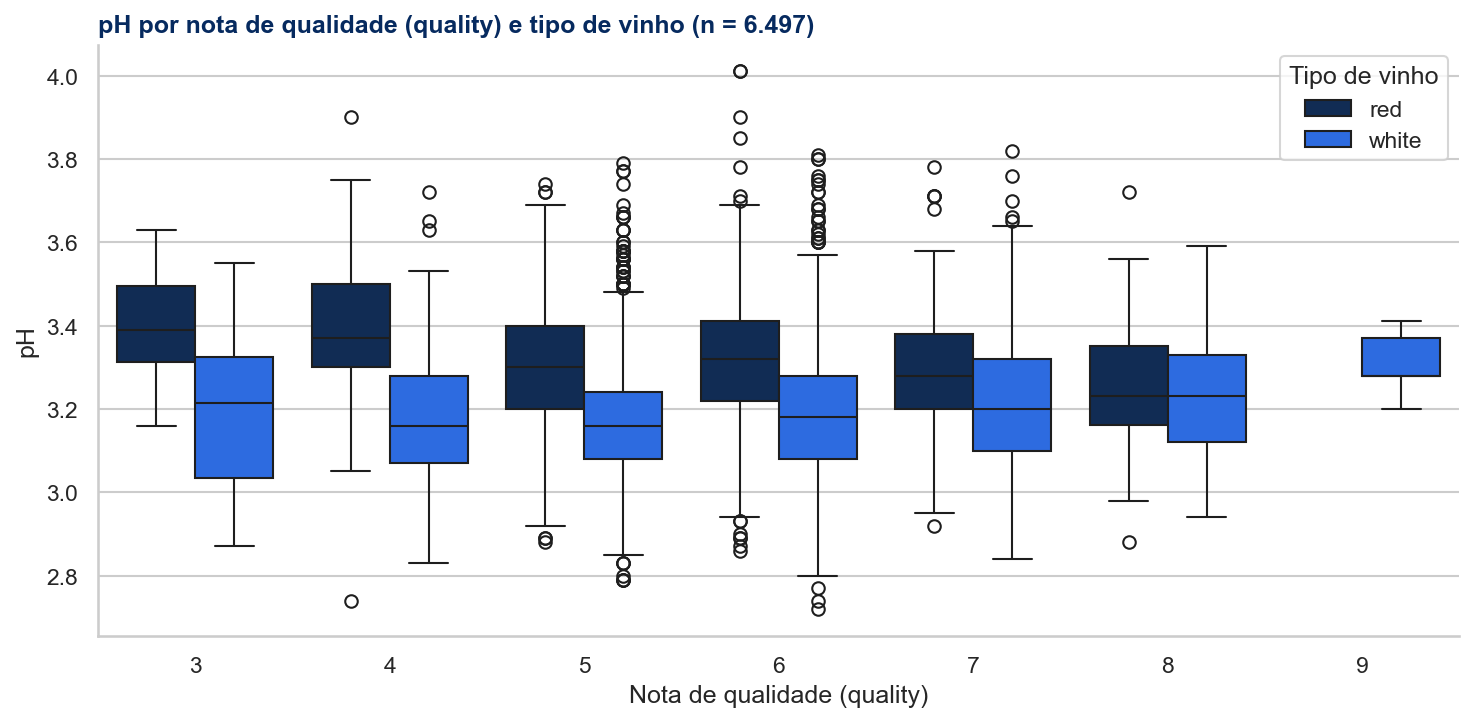 pH por nota de qualidade (quality) e tipo de vinho (n = 6.497)
Tipo de vinho
red
white
pH
4.0
3.8
3.6
3.4
3.2
3.0
2.8
3 4 5 6 7 8 9
Nota de qualidade (quality)